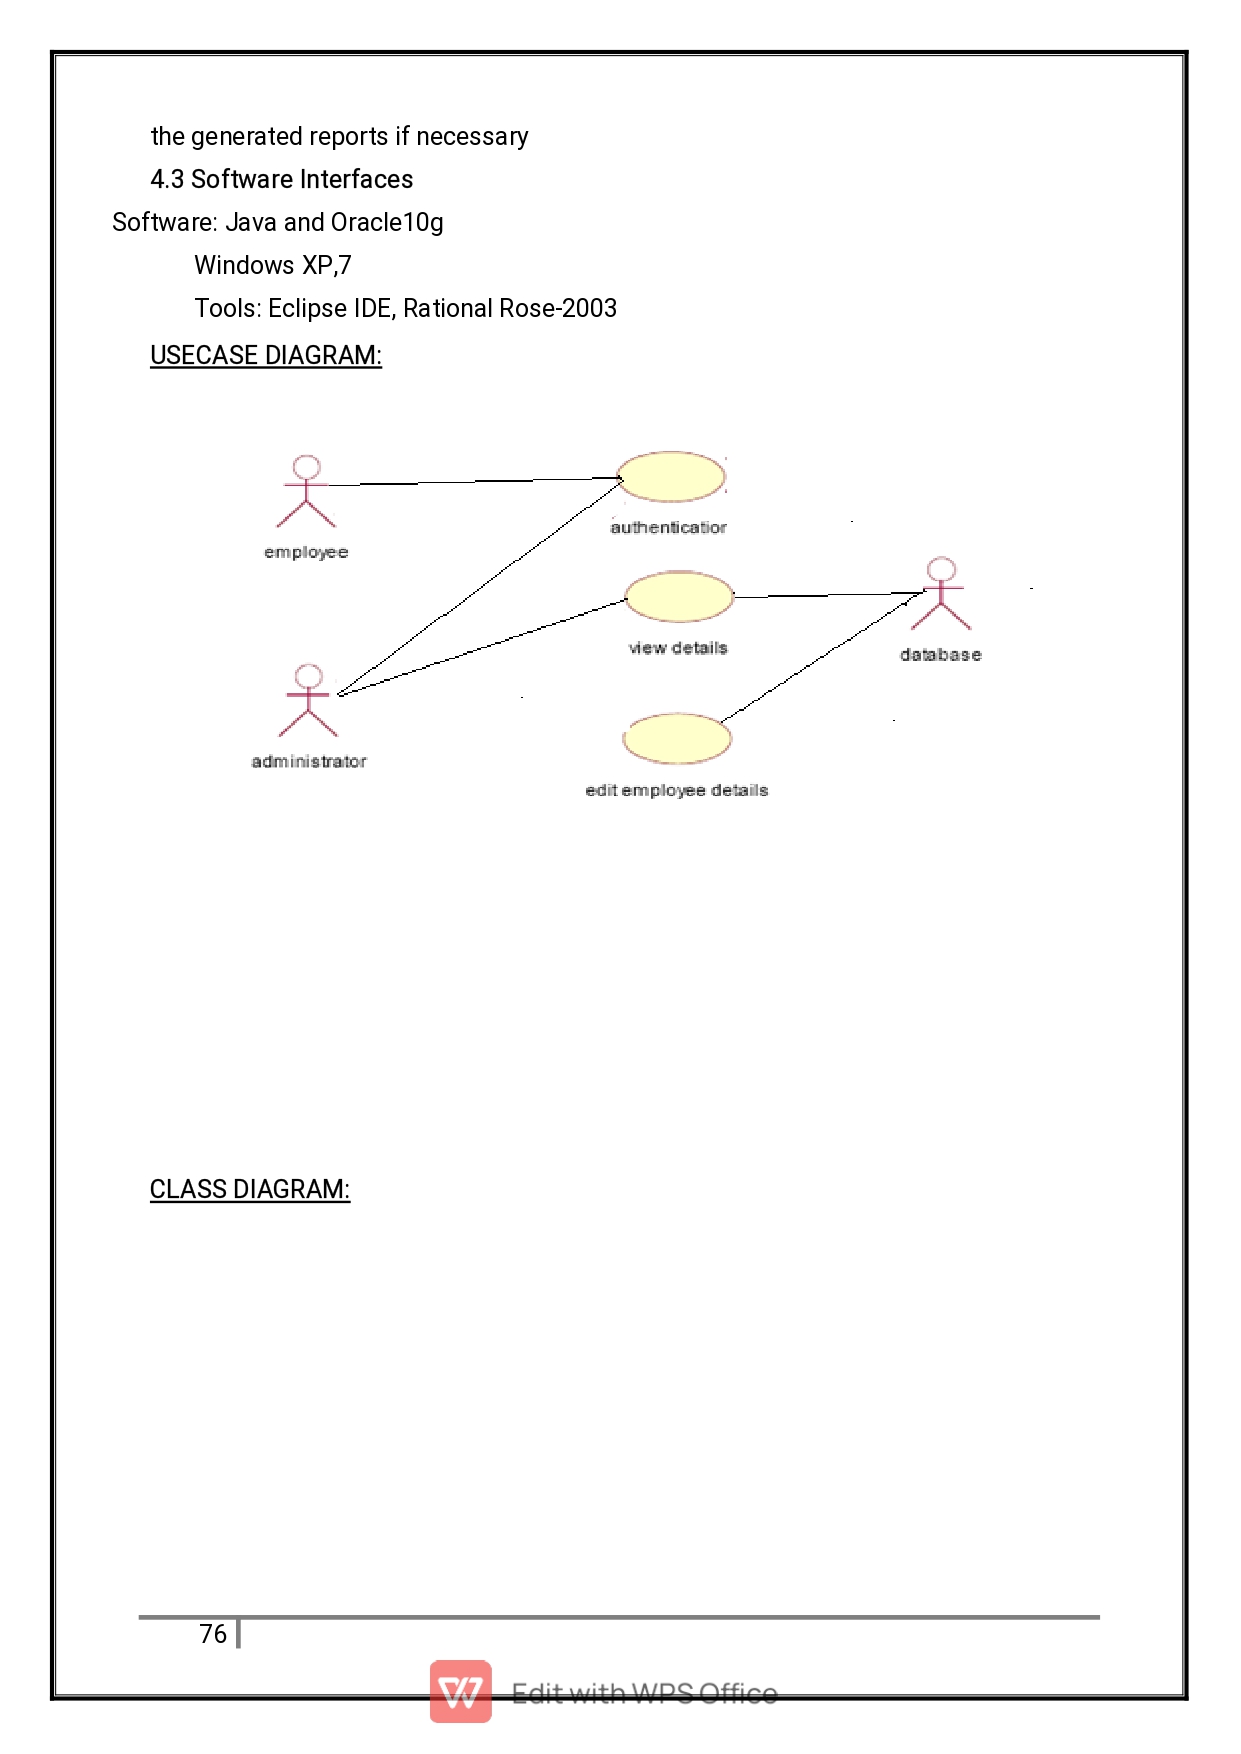 the generated reports if necessary
4.3 Software Interfaces
Software: Java and Oracle10g
Windows XP,7
Tools: Eclipse IDE, Rational Rose-2003
USECASE DIAGRAM:
employee
authenticatior
view details
database
administrator
edit employee details
CLASS DIAGRAM:
76
Edit with WPS Office